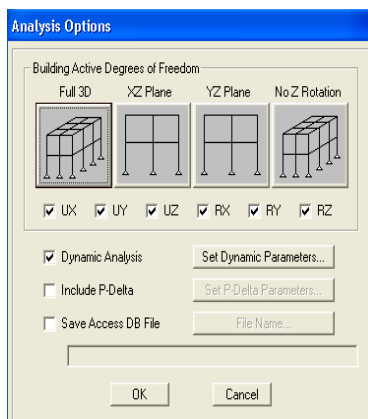 Analysis Options
Building Active Degrees of Freedom
Full 3D XZ Plane YZ Plane No Z Rotation
UX UY UZ RX RY RZ
Dynamic Analysis Set Dynamic Parameters...
Include P-Delta Set P-Delta Parameters...
Save Access DB File File Name...
OK Cancel